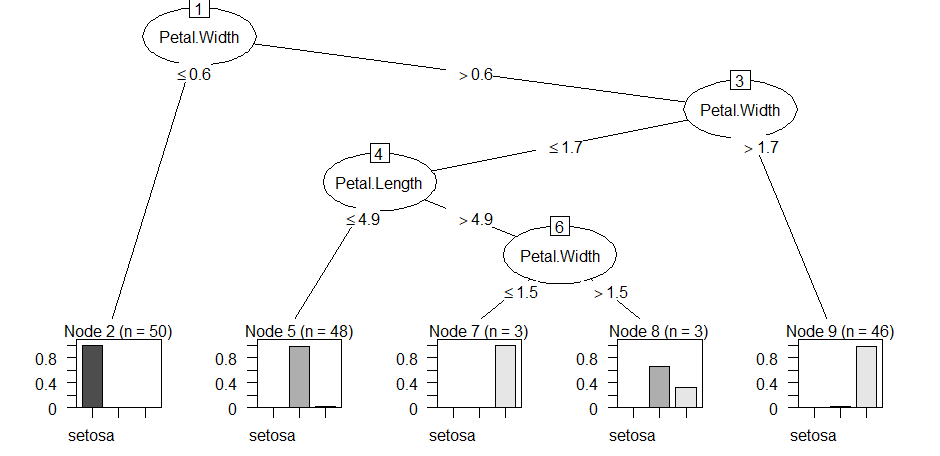 1
Petal.Width
≤ 0.6
> 0.6
3
Petal.Width
≤ 1.7
> 1.7
4
Petal.Length
≤ 4.9
> 4.9
6
Petal.Width
≤ 1.5
> 1.5
Node 2 (n = 50)
0.8
0.4
0
setosa
Node 5 (n = 48)
0.8
0.4
0
setosa
Node 7 (n = 3)
0.8
0.4
0
setosa
Node 8 (n = 3)
0.8
0.4
0
setosa
Node 9 (n = 46)
0.8
0.4
0
setosa